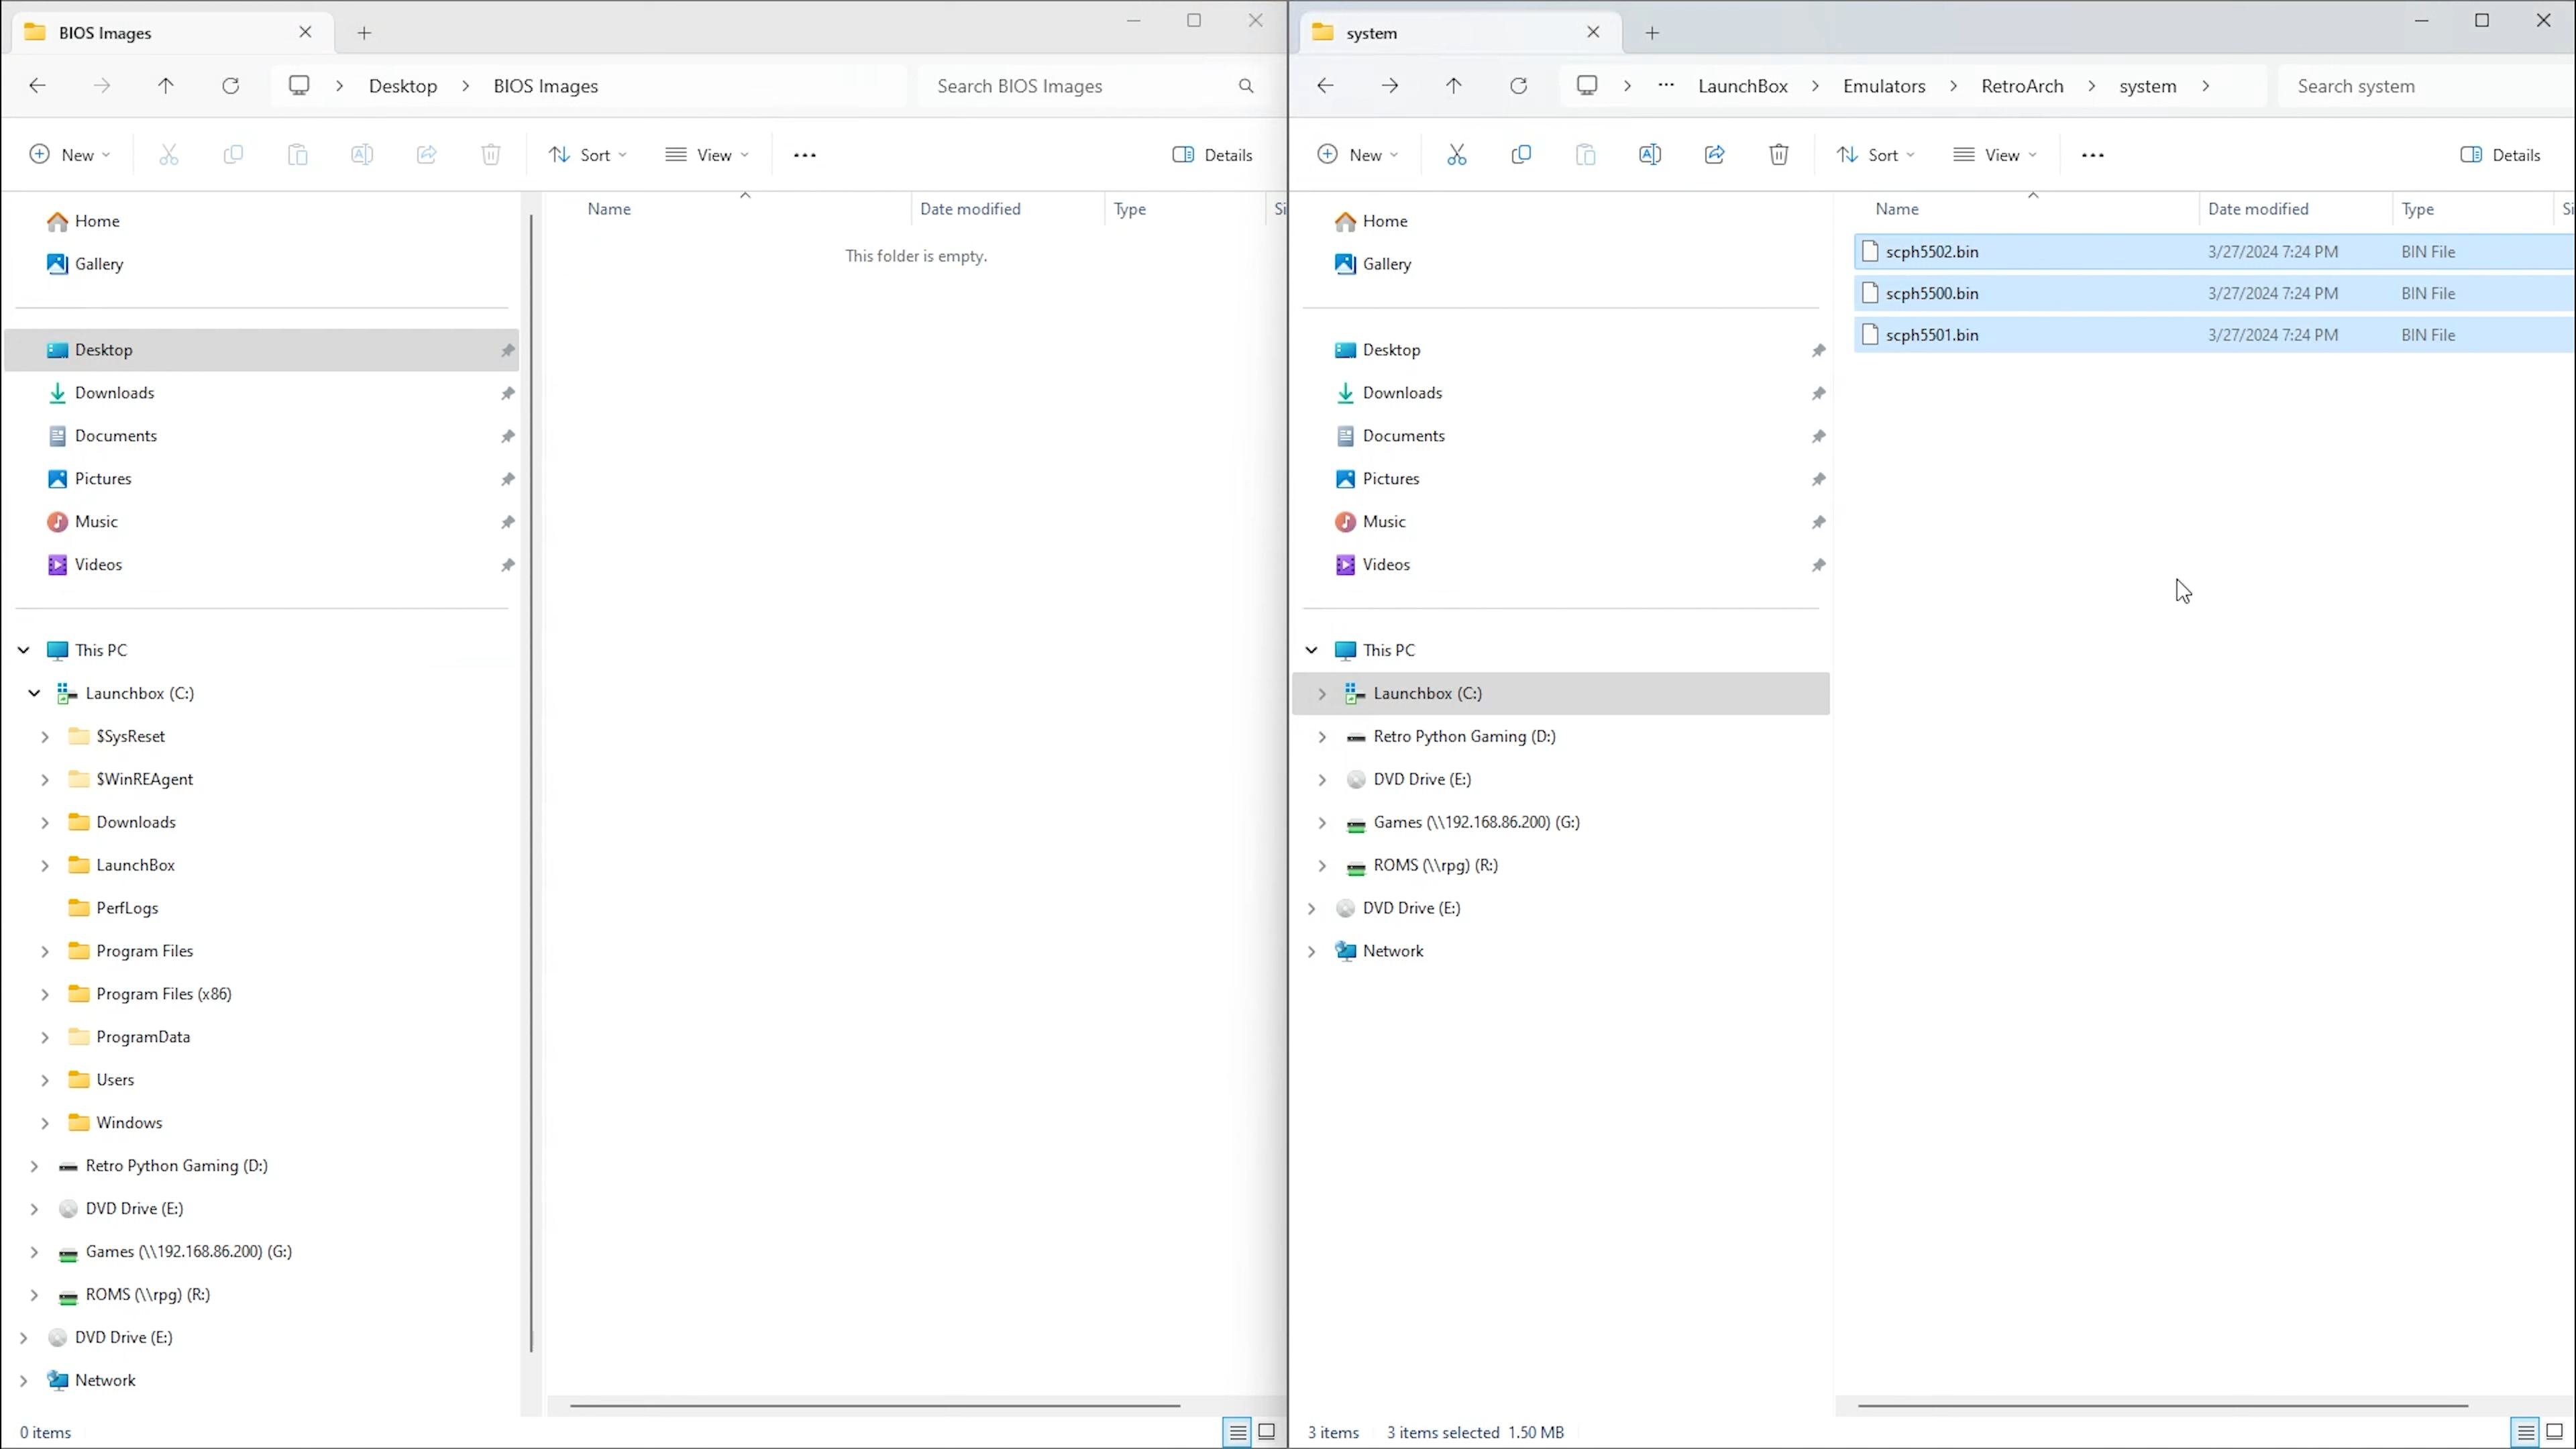 BIOS Images
Desktop > BIOS Images
Search BIOS Images
New
Sort
View
Details
Home
Gallery
Desktop
Downloads
Documents
Pictures
Music
Videos
This PC
Launchbox (C:)
$SysReset
$WinREAgent
Downloads
LaunchBox
PerfLogs
Program Files
Program Files (x86)
ProgramData
Users
Windows
Retro Python Gaming (D:)
DVD Drive (E:)
Games (\\192.168.86.200) (G:)
ROMS (\\rpg) (R:)
DVD Drive (E:)
Network
Name Date modified Type Si
This folder is empty.
0 items
system
LaunchBox > Emulators > RetroArch > system >
Search system
New
Sort
View
Details
Home
Gallery
Desktop
Downloads
Documents
Pictures
Music
Videos
This PC
Launchbox (C:)
Retro Python Gaming (D:)
DVD Drive (E:)
Games (\\192.168.86.200) (G:)
ROMS (\\rpg) (R:)
DVD Drive (E:)
Network
Name Date modified Type Si
scph5502.bin 3/27/2024 7:24 PM BIN File
scph5500.bin 3/27/2024 7:24 PM BIN File
scph5501.bin 3/27/2024 7:24 PM BIN File
3 items 3 items selected 1.50 MB